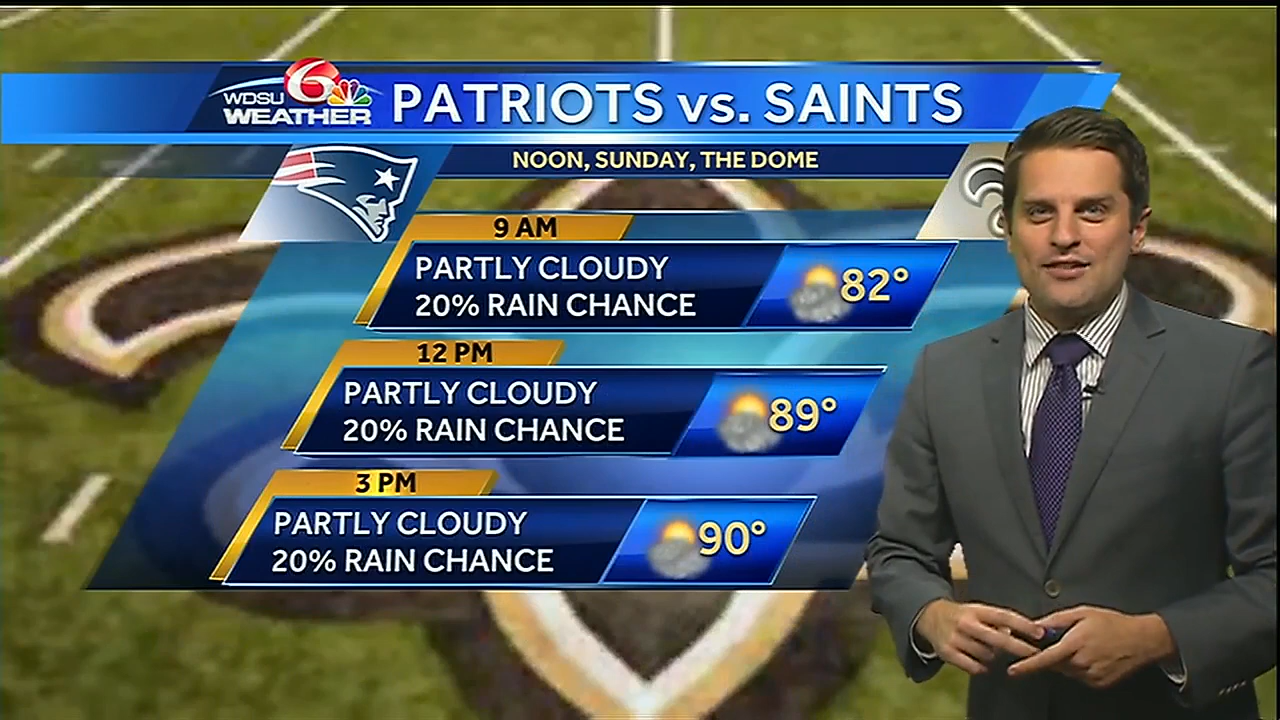 WDSU 6
WEATHER
PATRIOTS vs. SAINTS
NOON, SUNDAY, THE DOME
9 AM
PARTLY CLOUDY
20% RAIN CHANCE
82°
12 PM
PARTLY CLOUDY
20% RAIN CHANCE
89°
3 PM
PARTLY CLOUDY
20% RAIN CHANCE
90°